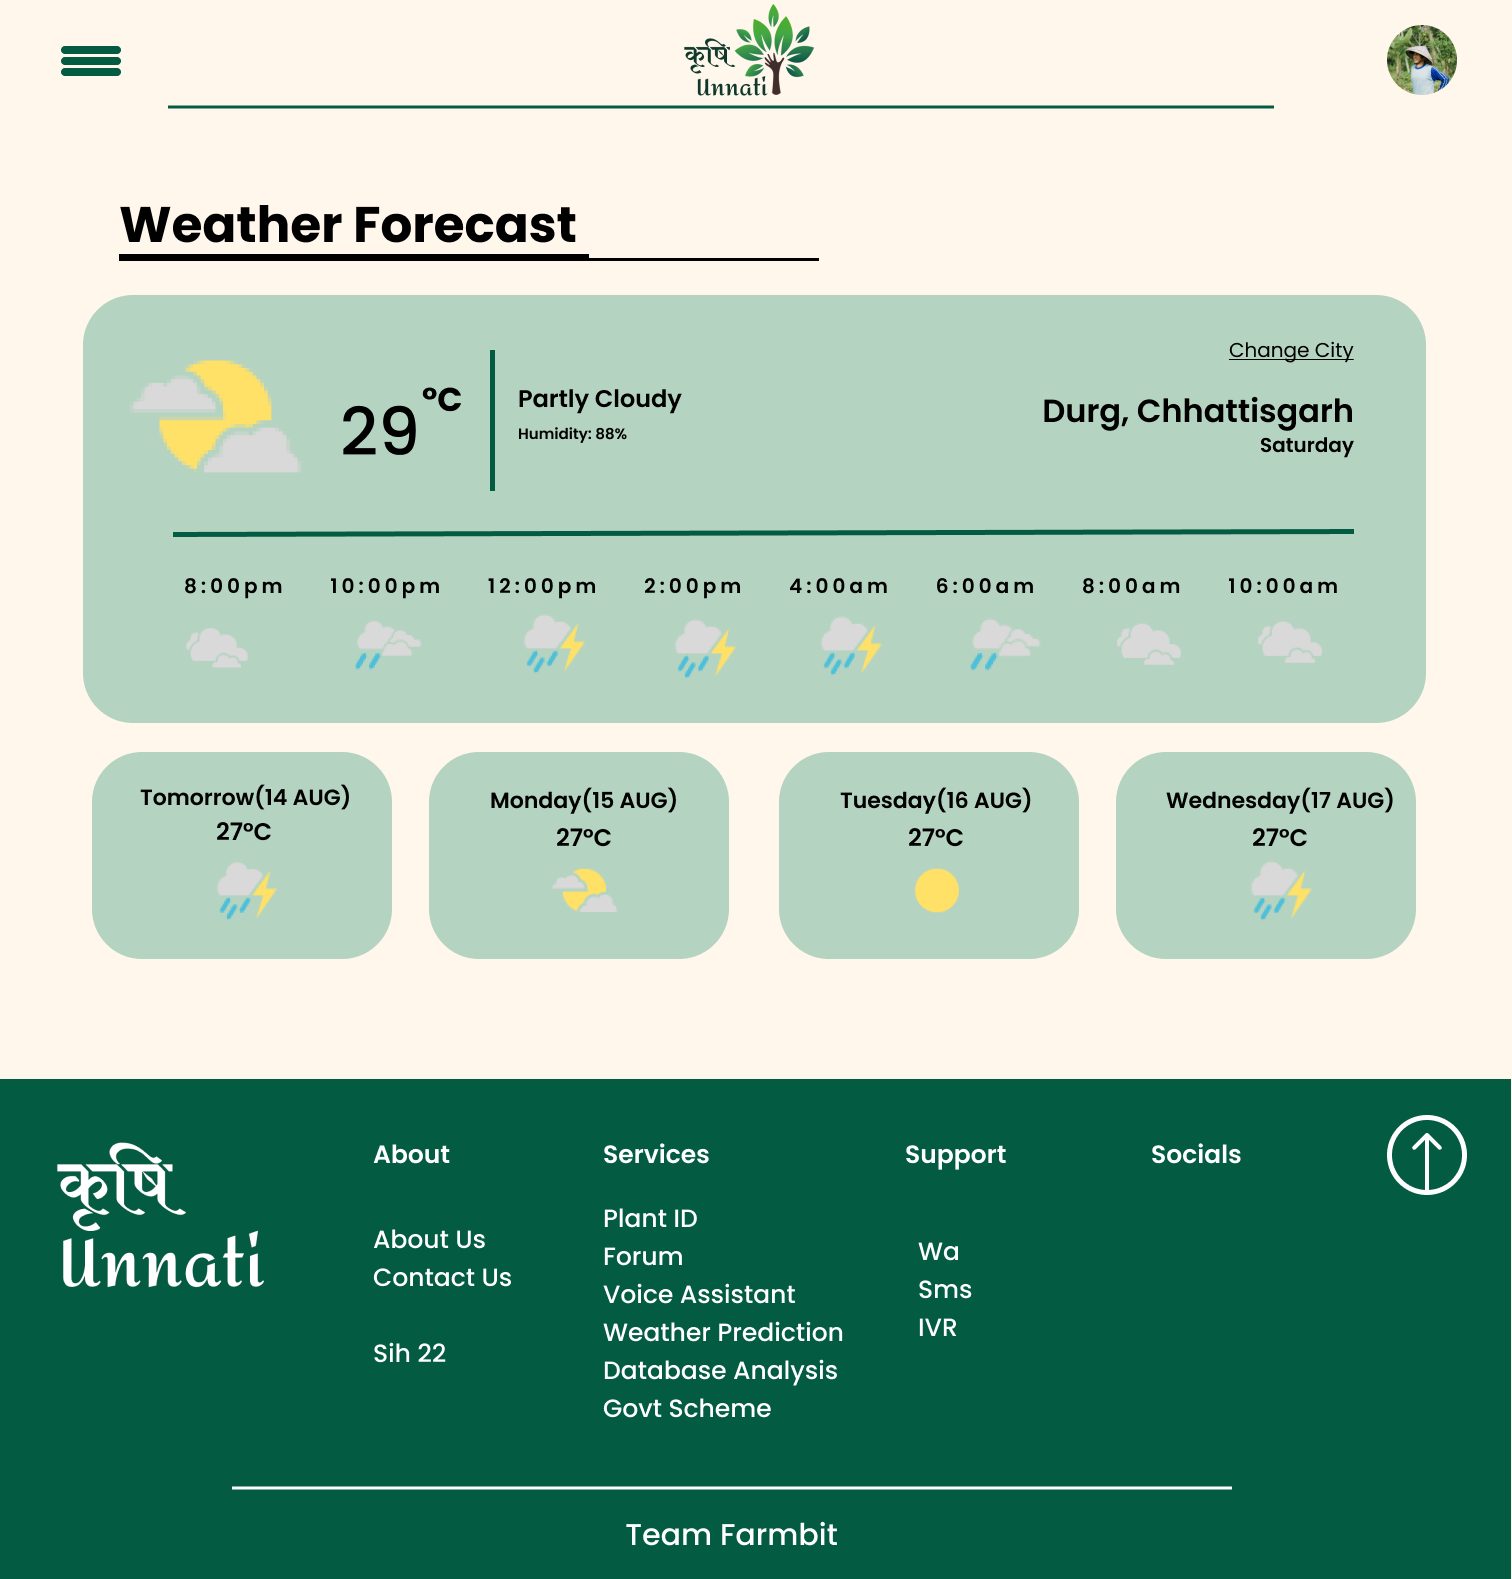 कृषि
Unnati
Weather Forecast
Change City
29 °C
Partly Cloudy
Humidity: 88%
Durg, Chhattisgarh
Saturday
8:00pm 10:00pm 12:00pm 2:00pm 4:00am 6:00am 8:00am 10:00am
Tomorrow(14 AUG)
27°C
Monday(15 AUG)
27°C
Tuesday(16 AUG)
27°C
Wednesday(17 AUG)
27°C
कृषि
Unnati
About
About Us
Contact Us
Sih 22
Services
Plant ID
Forum
Voice Assistant
Weather Prediction
Database Analysis
Govt Scheme
Support
Wa
Sms
IVR
Socials
Team Farmbit